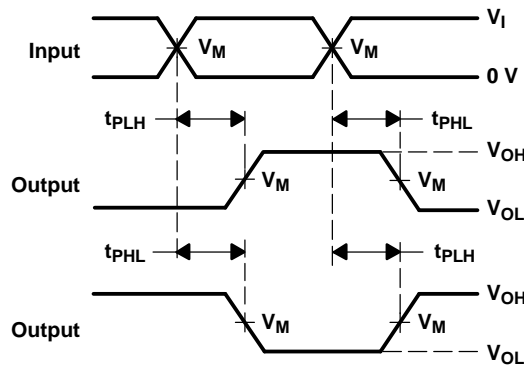 V_I
Input V_M V_M
0 V
t_PLH t_PHL
V_OH
Output V_M V_M
V_OL
t_PHL t_PLH
V_OH
Output V_M V_M
V_OL